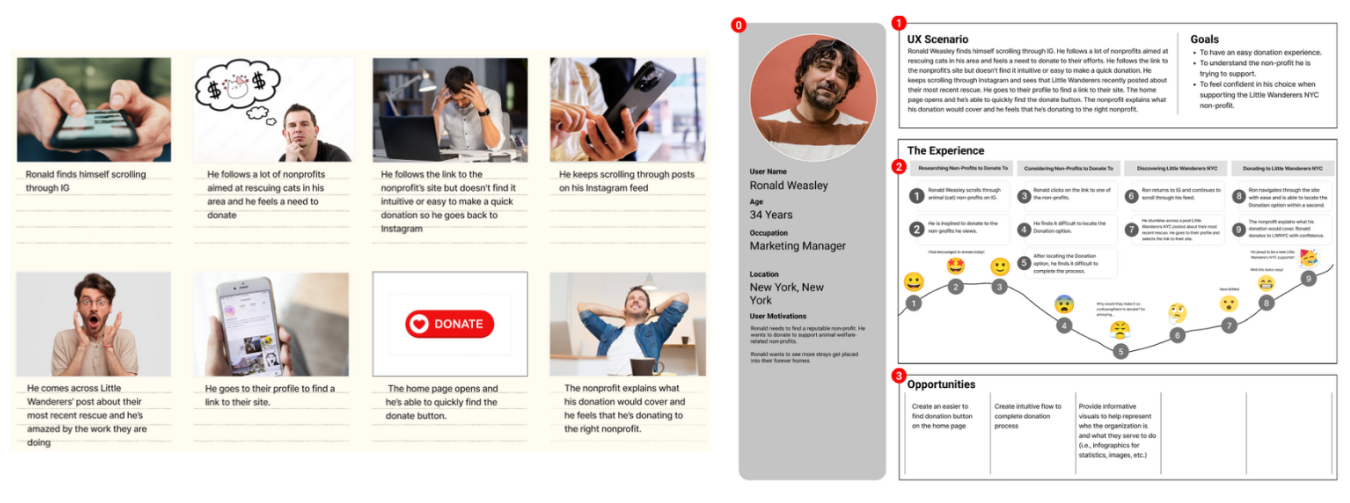 $ $
Ronald finds himself scrolling
through IG
He follows a lot of nonprofits
aimed at rescuing cats in his
area and he feels a need to
donate
He follows the link to the
nonprofit's site but doesn't find it
intuitive or easy to make a quick
donation so he goes back to
Instagram
He keeps scrolling through posts
on his Instagram feed
DONATE
He comes across Little
Wanderers' post about their
most recent rescue and he's
amazed by the work they are
doing
He goes to their profile to find a
link to their site.
The home page opens and
he's able to quickly find the
donate button.
The nonprofit explains what
his donation would cover and
he feels that he's donating to
the right nonprofit.
0
User Name
Ronald Weasley
Age
34 Years
Occupation
Marketing Manager
Location
New York, New
York
User Motivations
Ronald needs to find a reputable non-profit. He
wants to donate to support animal welfare-
related non-profits.
Ronald wants to see more strays get placed
into their forever homes.
1
UX Scenario
Ronald Weasley finds himself scrolling through IG. He follows a lot of nonprofits aimed at
rescuing cats in his area and feels a need to donate to their efforts. He follows the link to
the nonprofit's site but doesn't find it intuitive or easy to make a quick donation. He
keeps scrolling through Instagram and sees that Little Wanderers recently posted about
their most recent rescue. He goes to their profile to find a link to their site. The home
page opens and he's able to quickly find the donate button. The nonprofit explains what
his donation would cover and he feels that he's donating to the right nonprofit.
Goals
• To have an easy donation experience.
• To understand the non-profit he is
trying to support.
• To feel confident in his choice when
supporting the Little Wanderers NYC
non-profit.
2
The Experience
Researching Non-Profits to Donate To
Considering Non-Profits to Donate To
Discovering Little Wanderers NYC
Donating to Little Wanderers NYC
1
Ronald Weasley scrolls through
animal (cat) non-profits on IG.
2
He is inspired to donate to the
non-profits he views.
3
Ronald clicks on the link to one of
the non-profits.
4
He finds it difficult to locate the
Donation option.
5
After locating the Donation
option, he finds it difficult to
complete the process.
6
Ron returns to IG and continues to
scroll through his feed.
7
He stumbles across a post Little
Wanderers NYC posted about their most
recent rescue. He goes to their profile and
selects the link to their site.
8
Ron navigates through the site
with ease and is able to locate the
Donation option within a second.
9
The nonprofit explains what his
donation would cover. Ronald
donates to LWNYC with confidence.
I feel encouraged to donate today!
Why would they make it so
confusing/hard to donate? So
annoying...
Aww kitties!
Well this looks easy!
I'm proud to be a new Little
Wanderers NYC supporter!
1
2
3
4
5
6
7
8
9
3
Opportunities
Create an easier to
find donation button
on the home page
Create intuitive flow to
complete donation
process
Provide informative
visuals to help represent
who the organization is
and what they serve to do
(i.e., infographics for
statistics, images, etc.)